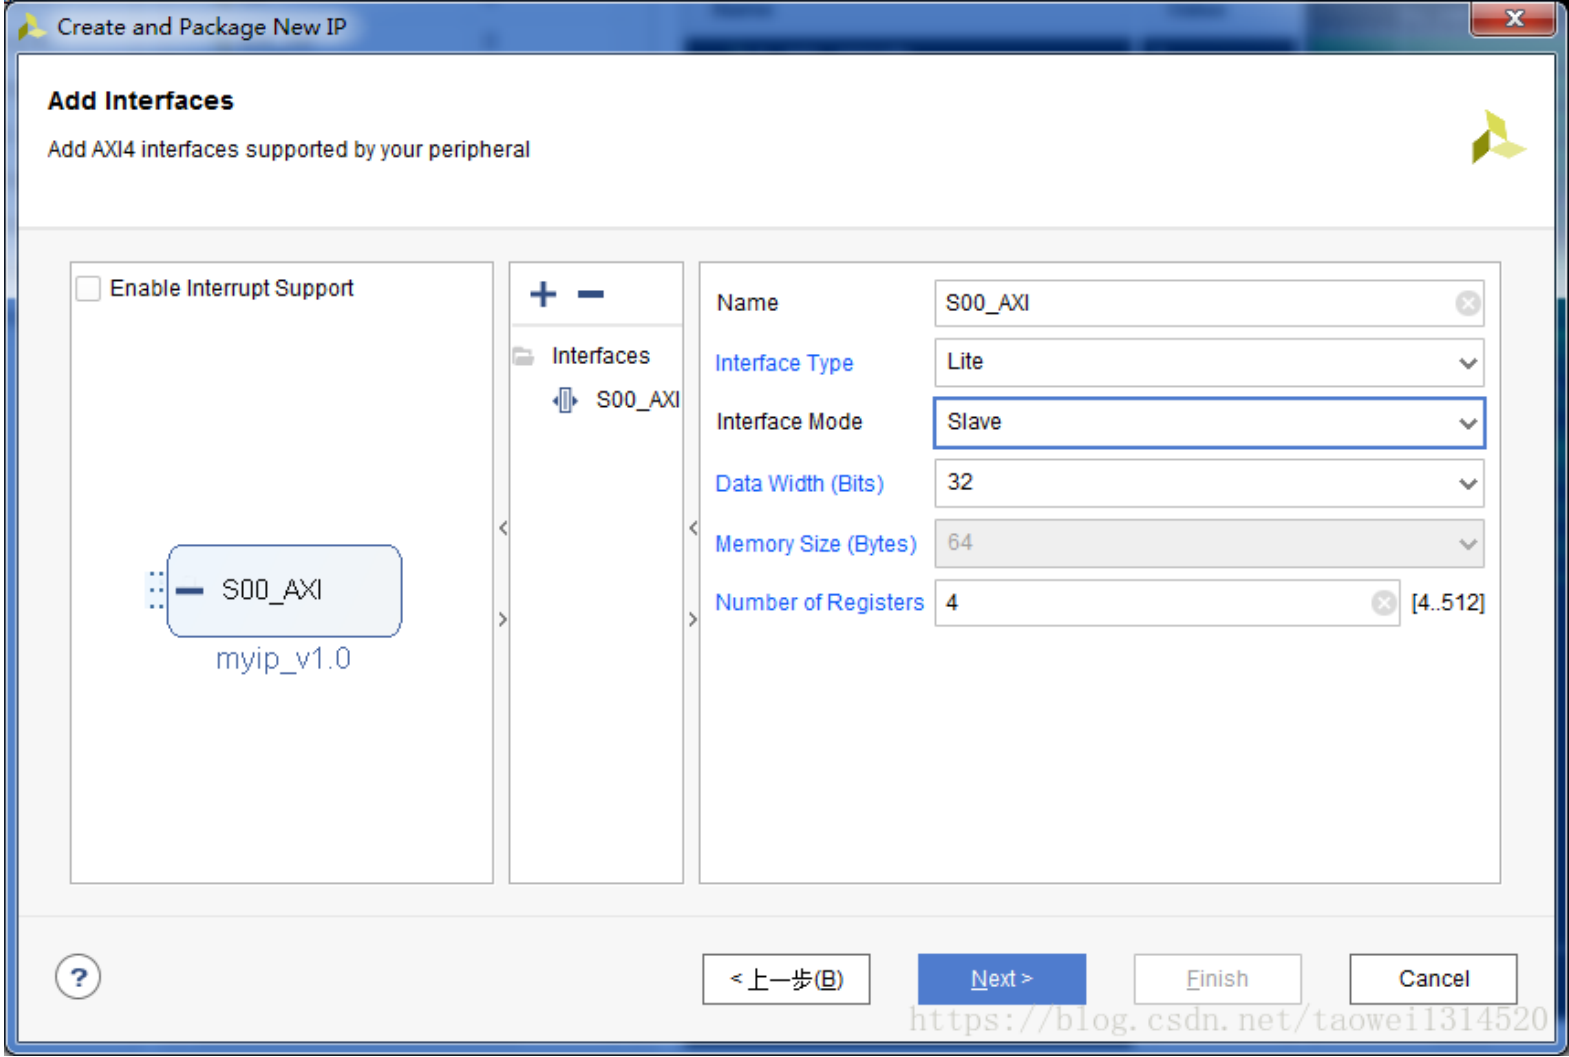 Create and Package New IP
Add Interfaces
Add AXI4 interfaces supported by your peripheral
Enable Interrupt Support
S00_AXI
myip_v1.0
Interfaces
S00_AXI
Name S00_AXI
Interface Type Lite
Interface Mode Slave
Data Width (Bits) 32
Memory Size (Bytes) 64
Number of Registers 4 [4..512]
? <上一步(B) Next > Finish Cancel
https://blog.csdn.net/taowei1314520